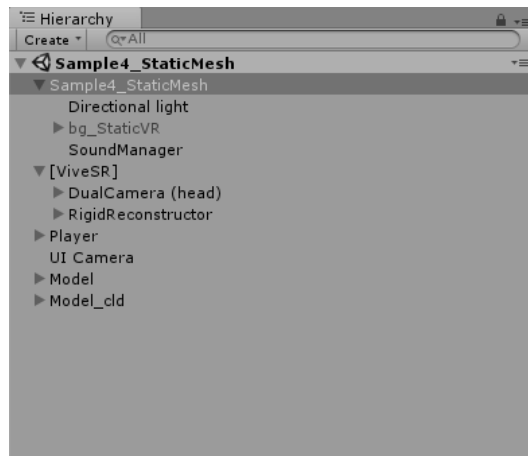 Hierarchy
Create All
Sample4_StaticMesh
Sample4_StaticMesh
Directional light
bg_StaticVR
SoundManager
[ViveSR]
DualCamera (head)
RigidReconstructor
Player
UI Camera
Model
Model_cld